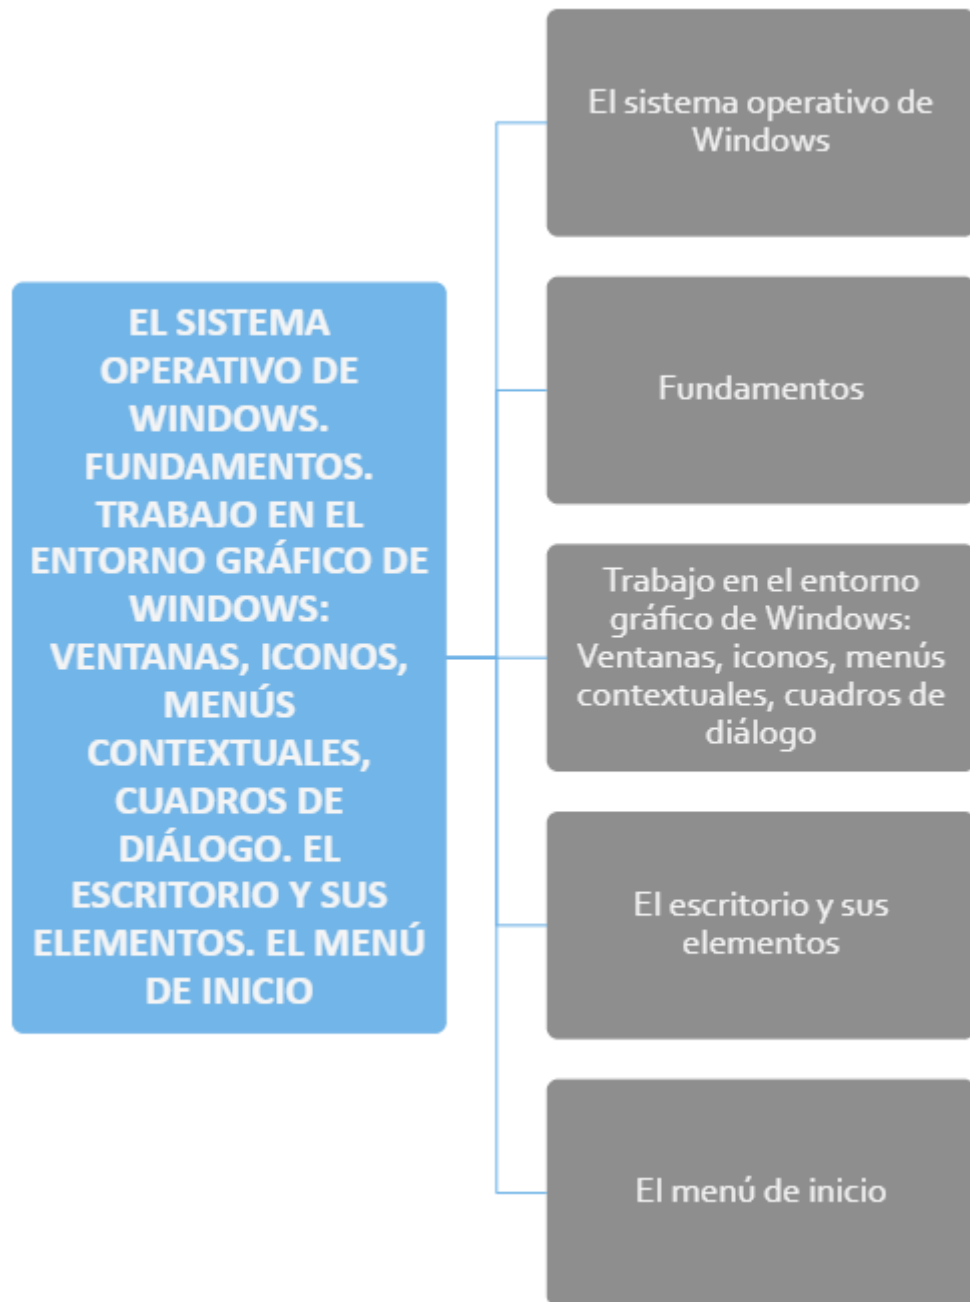 EL SISTEMA
OPERATIVO DE
WINDOWS.
FUNDAMENTOS.
TRABAJO EN EL
ENTORNO GRÁFICO DE
WINDOWS:
VENTANAS, ICONOS,
MENÚS
CONTEXTUALES,
CUADROS DE
DIÁLOGO. EL
ESCRITORIO Y SUS
ELEMENTOS. EL MENÚ
DE INICIO
El sistema operativo de
Windows
Fundamentos
Trabajo en el entorno
gráfico de Windows:
Ventanas, iconos, menús
contextuales, cuadros de
diálogo
El escritorio y sus
elementos
El menú de inicio